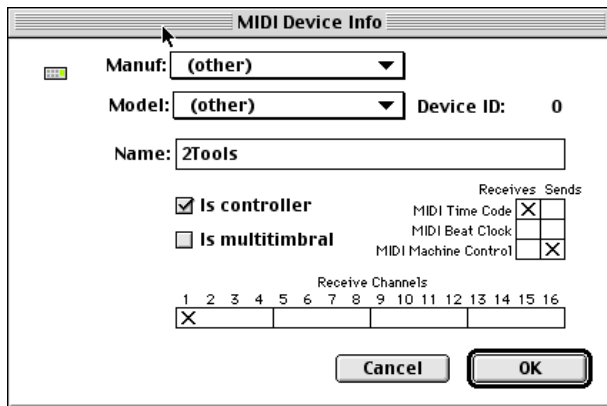 MIDI Device Info
Manuf: (other)
Model: (other) Device ID: 0
Name: 2Tools
Receives Sends
Is controller MIDI Time Code
MIDI Beat Clock
Is multitimbral MIDI Machine Control
Receive Channels
1 2 3 4 5 6 7 8 9 10 11 12 13 14 15 16
Cancel OK